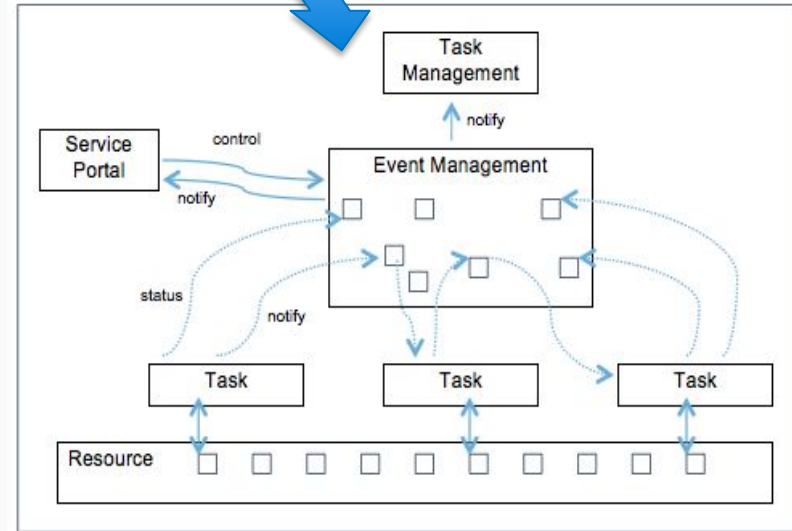 Task
Management
notify
Service
Portal
control
notify
Event Management
status
notify
Task
Task
Task
Resource